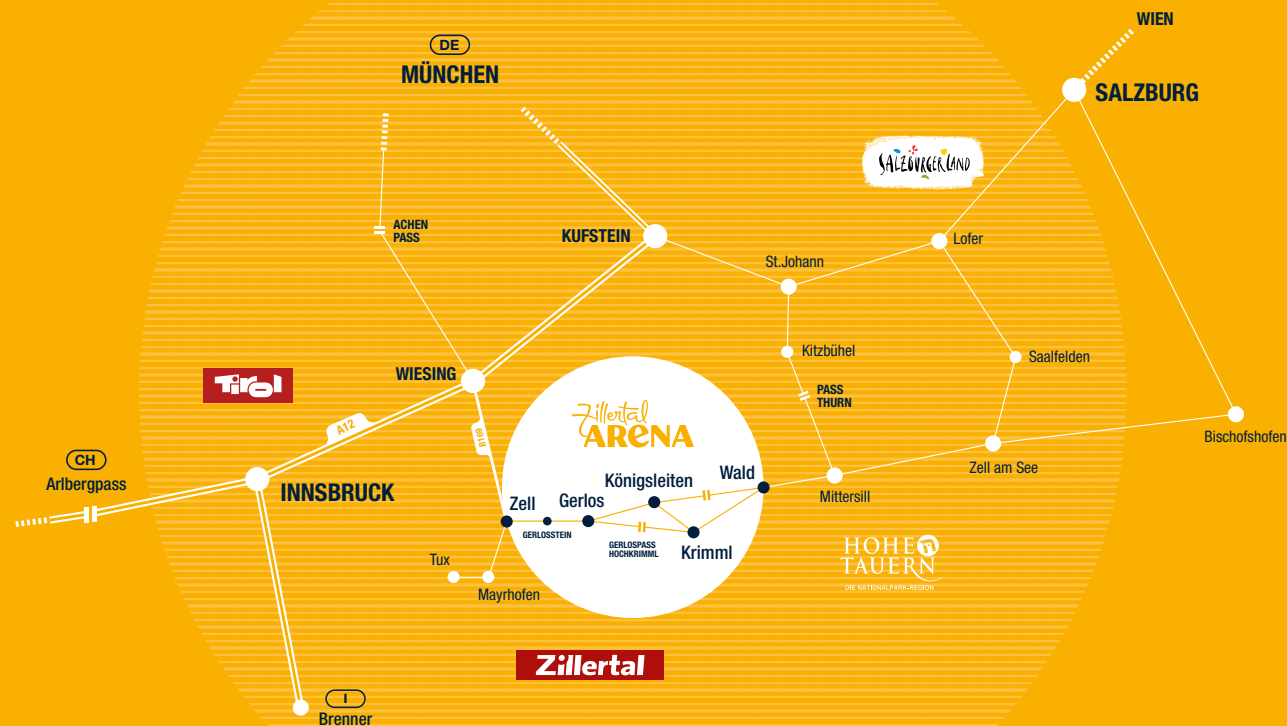 WIEN
DE
MÜNCHEN
SALZBURG
SALZBURGERLAND
ACHEN
PASS
KUFSTEIN
Lofer
St.Johann
Kitzbühel
Saalfelden
WIESING
Tirol
PASS
THURN
A12
B169
Zillertal
ARENA
Bischofshofen
CH
Arlbergpass
INNSBRUCK
Zell am See
Mittersill
Königsleiten
Wald
Zell
Gerlos
GERLOSSTEIN
GERLOSPASS
HOCHKRIMML
Krimml
Tux
Mayrhofen
HOHE
TAUERN
DIE NATIONALPARK-REGION
Zillertal
I
Brenner